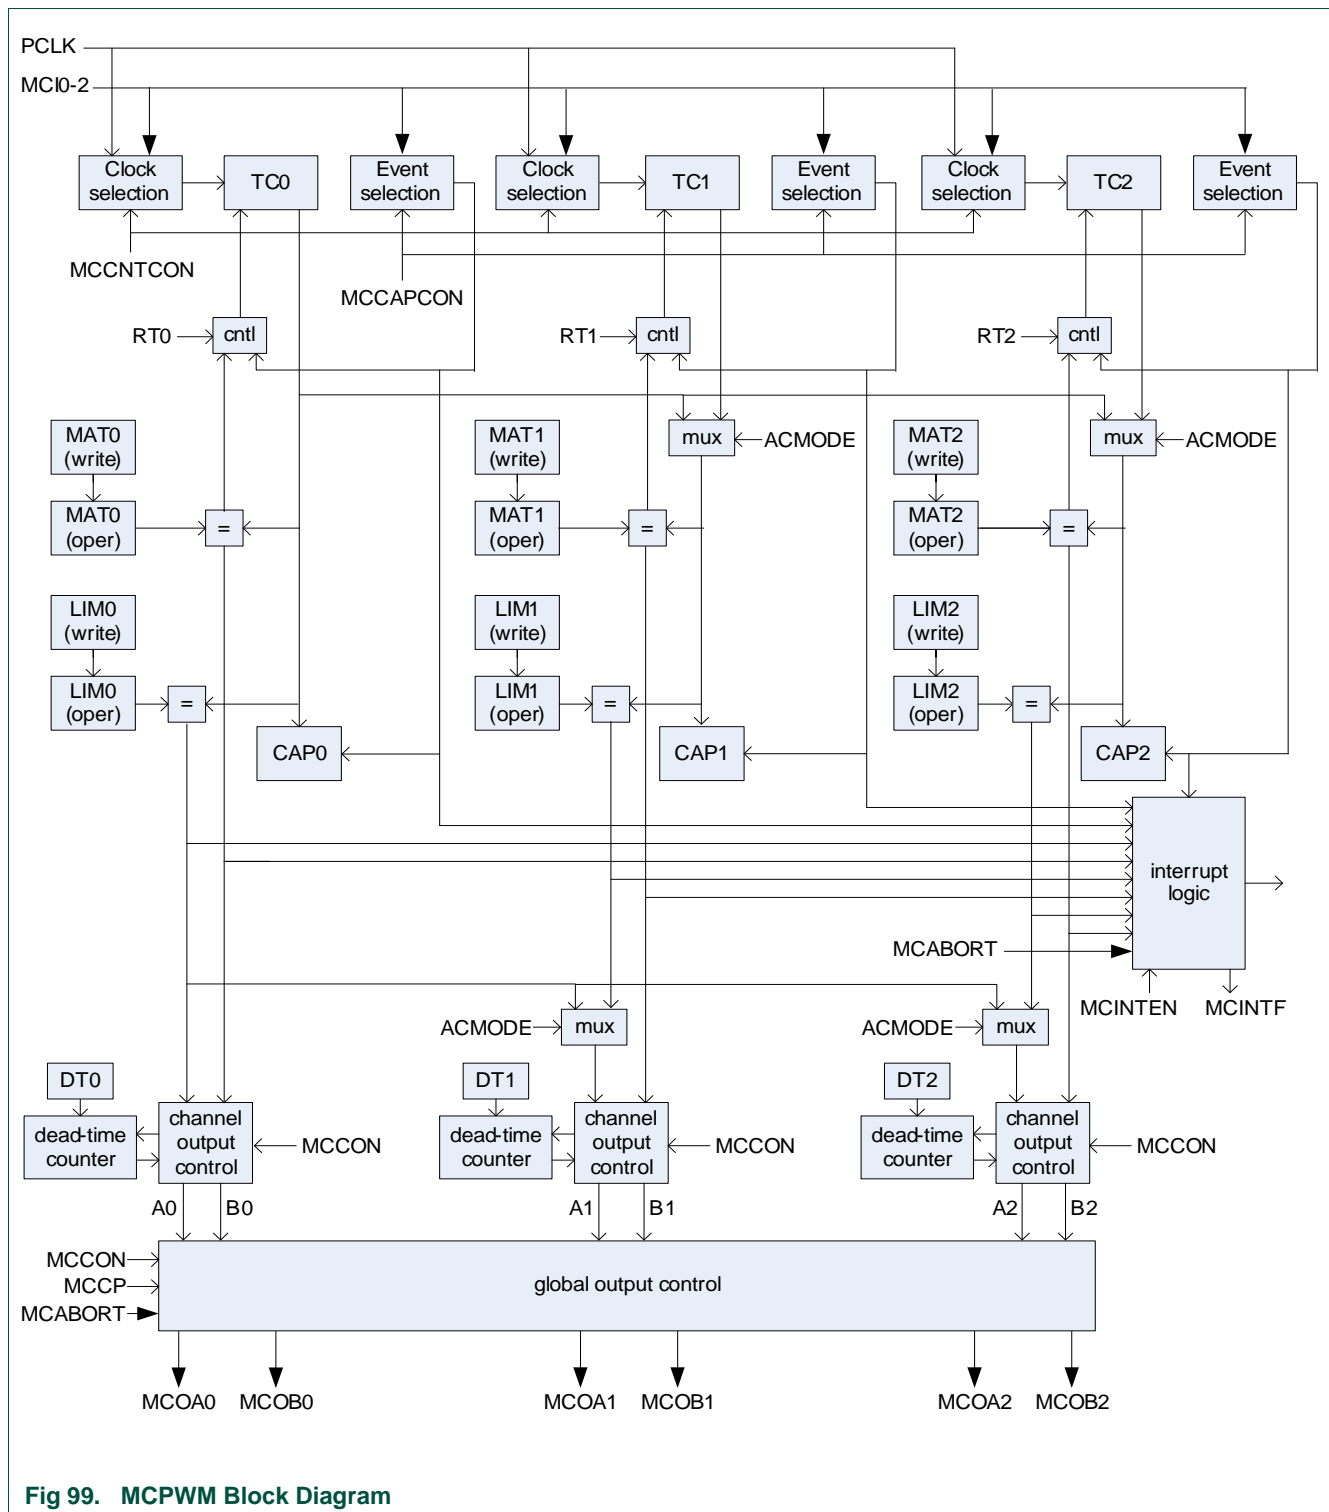 PCLK
MCI0-2
Clock
selection
TC0
Event
selection
Clock
selection
TC1
Event
selection
Clock
selection
TC2
Event
selection
MCCNTCON
MCCAPCON
RT0
cntl
RT1
cntl
RT2
cntl
MAT0
(write)
MAT1
(write)
mux
ACMODE
MAT2
(write)
mux
ACMODE
MAT0
(oper)
=
MAT1
(oper)
=
MAT2
(oper)
=
LIM0
(write)
LIM1
(write)
LIM2
(write)
LIM0
(oper)
=
LIM1
(oper)
=
LIM2
(oper)
=
CAP0
CAP1
CAP2
interrupt
logic
MCABORT
MCINTEN
MCINTF
ACMODE
mux
ACMODE
mux
DT0
DT1
DT2
dead-time
counter
channel
output
control
MCCON
dead-time
counter
channel
output
control
MCCON
dead-time
counter
channel
output
control
MCCON
A0
B0
A1
B1
A2
B2
MCCON
MCCP
MCABORT
global output control
MCOA0
MCOB0
MCOA1
MCOB1
MCOA2
MCOB2
Fig 99. MCPWM Block Diagram